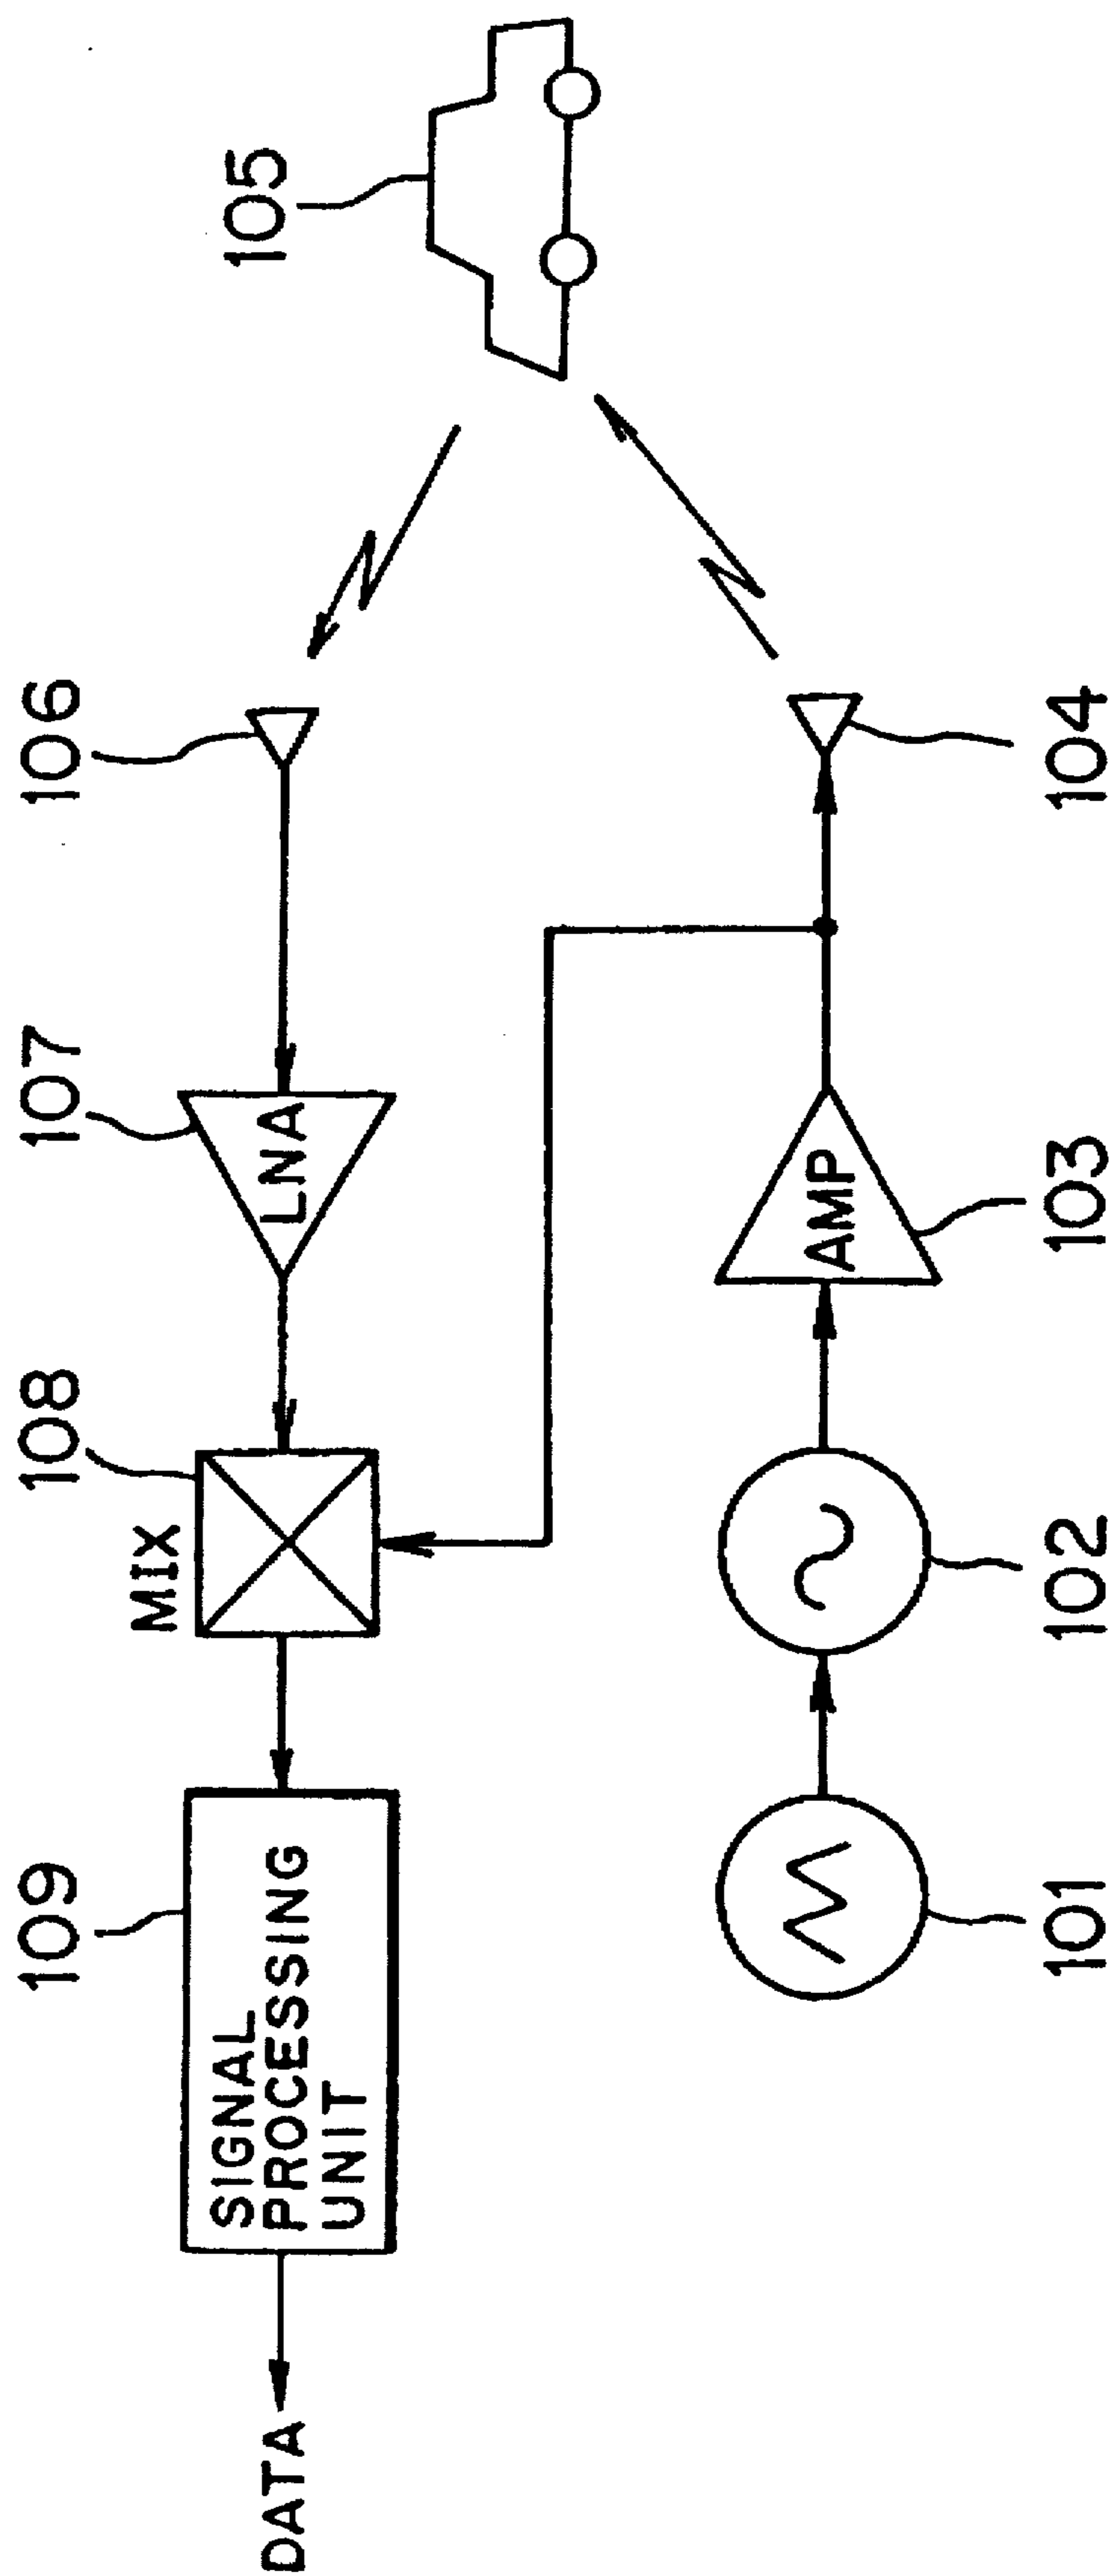 109
108
107
106
105
MIX
LNA
SIGNAL
PROCESSING
UNIT
DATA
AMP
101
102
103
104